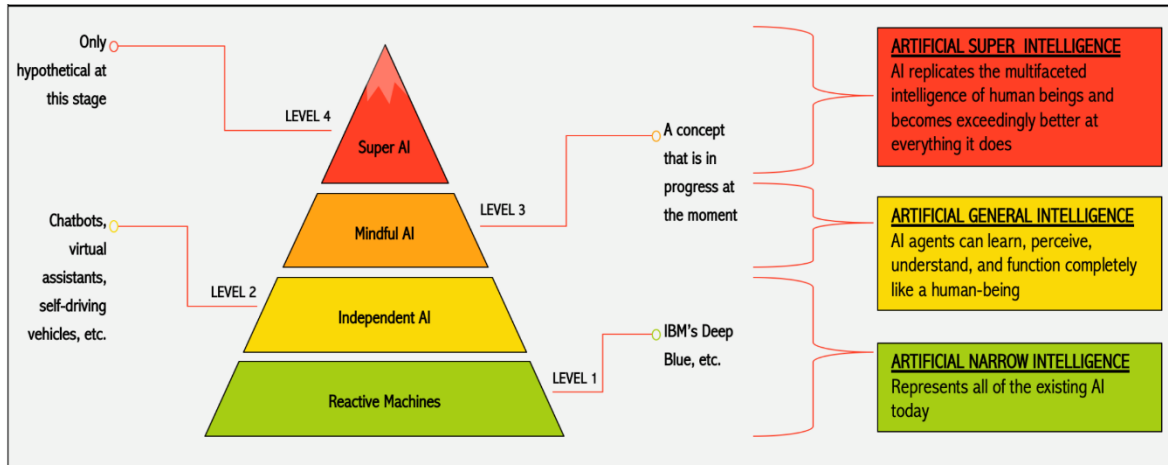 Only
hypothetical at
this stage
LEVEL 4
Super AI
A concept
that is in
progress at
the moment
LEVEL 3
Mindful AI
Chatbots,
virtual
assistants,
self-driving
vehicles, etc.
LEVEL 2
Independent AI
IBM's Deep
Blue, etc.
LEVEL 1
Reactive Machines
ARTIFICIAL SUPER INTELLIGENCE
AI replicates the multifaceted
intelligence of human beings and
becomes exceedingly better at
everything it does
ARTIFICIAL GENERAL INTELLIGENCE
AI agents can learn, perceive,
understand, and function completely
like a human-being
ARTIFICIAL NARROW INTELLIGENCE
Represents all of the existing AI
today